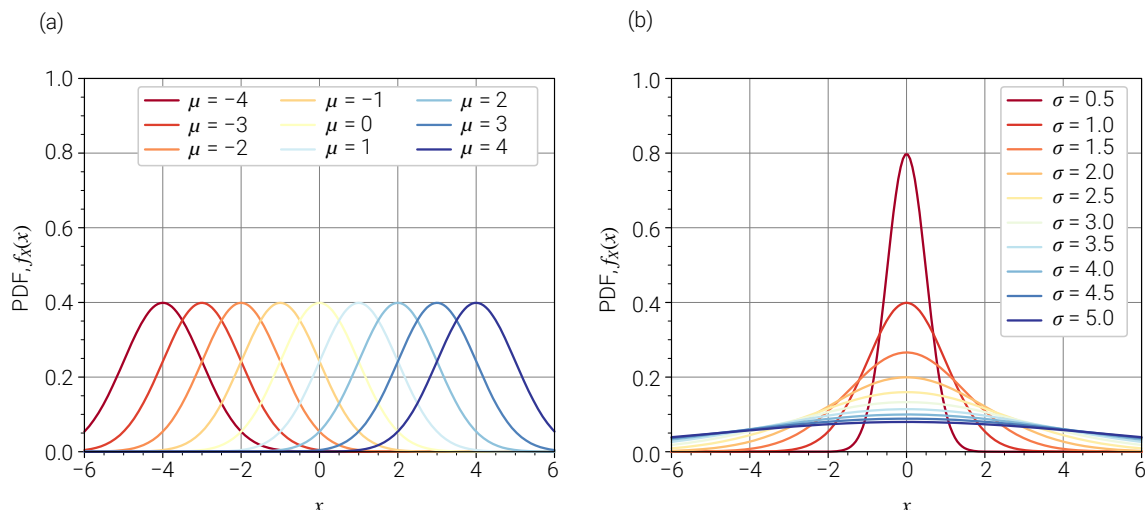 (a)
PDF, fX(x)
1.0
0.8
0.6
0.4
0.2
0.0
μ = −4
μ = −3
μ = −2
μ = −1
μ = 0
μ = 1
μ = 2
μ = 3
μ = 4
−6 −4 −2 0 2 4 6
x
(b)
PDF, fX(x)
1.0
0.8
0.6
0.4
0.2
0.0
σ = 0.5
σ = 1.0
σ = 1.5
σ = 2.0
σ = 2.5
σ = 3.0
σ = 3.5
σ = 4.0
σ = 4.5
σ = 5.0
−6 −4 −2 0 2 4 6
x